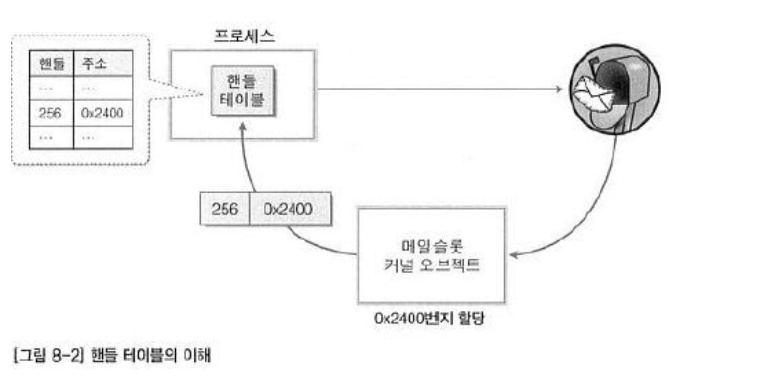 프로세스
핸들 주소
... ...
256 0x2400
... ...
핸들
테이블
256 0x2400
메일슬롯
커널 오브젝트
0x2400번지 할당
[그림 8-2] 핸들 테이블의 이해